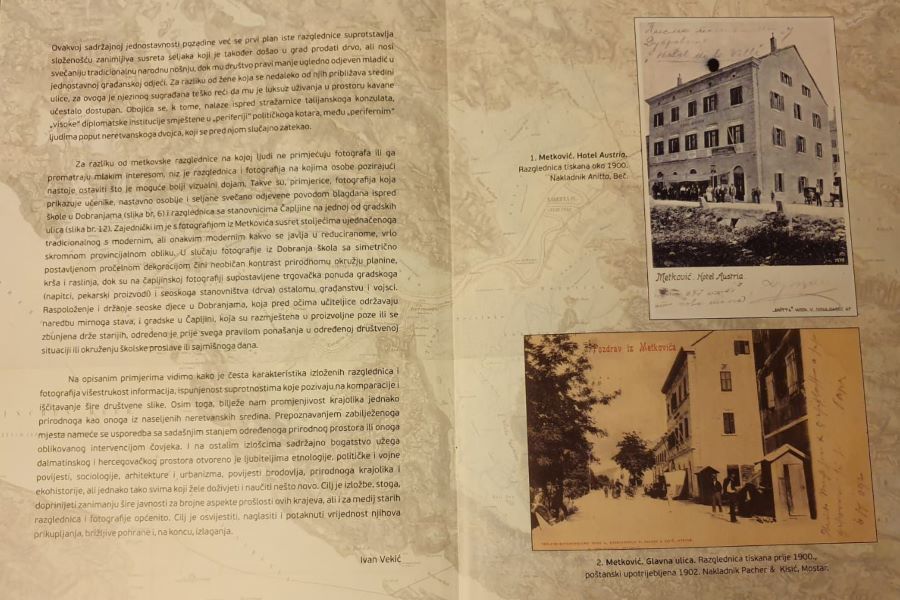 Ovakvoj sadržajnoj jednostavnosti pozadine već se prvi plan iste razglednice suprotstavlja
složenošću zanimljiva susreta seljaka koji je također došao u grad prodati drvo, ali nosi
svečaniju tradicionalnu narodnu nošnju, dok mu društvo pravi manje ugledno odjeven mladić u
jednostavnoj građanskoj odjeći. Za razliku od žene koja se nedaleko od njih približava sredini
ulice, za ovoga je njezinog sugrađana teško reći da mu je luksuz uživanja u prostoru kavane
učestalo dostupan. Obojica se, k tome, nalaze ispred stražarnice talijanskoga konzulata,
„visoke" diplomatske institucije smještene u „periferiji" političkoga kotara, među „perifernim"
ljudima poput neretvanskoga dvojca, koji se pred njom slučajno zatekao.
Za razliku od metkovske razglednice na kojoj ljudi ne primjećuju fotografa ili ga
promatraju mlakim interesom, niz je razglednica i fotografija na kojima osobe pozirajući
nastoje ostaviti što je moguće bolji vizualni dojam. Takve su, primjerice, fotografija koja
prikazuje učenike, nastavno osoblje i seljane svečano odjevene povodom blagdana ispred
škole u Dobranjama (slika br. 6) i razglednica sa stanovnicima Čapljine na jednoj od gradskih
ulica (slika br. 12). Zajednički im je s fotografijom iz Metkovića susret stoljećima ujednačenoga
tradicionalnog s modernim, ali onakvim modernim kakvo se javlja u reduciranome, vrlo
skromnom provincijalnom obliku. U slučaju fotografije iz Dobranja škola sa simetrično
postavljenom pročelnom dekoracijom čini neobičan kontrast prirodnomu okružju planine,
krša i raslinja, dok su na čapljinskoj fotografiji supostavljene trgovačka ponuda gradskoga
(napitci, pekarski proizvodi) i seoskoga stanovništva (drva) ostalomu građanstvu i vojsci.
Raspoloženje i držanje seoske djece u Dobranjama, koja pred očima učiteljice održavaju
naredbu mirnoga stava, i gradske u Čapljini, koja su razmještena u proizvoljne poze ili se
zbunjena drže starijih, određeno je prije svega pravilom ponašanja u određenoj društvenoj
situaciji ili okruženju školske proslave ili sajmišnoga dana.
Na opisanim primjerima vidimo kako je česta karakteristika izloženih razglednica i
fotografija višestrukost informacija, ispunjenost suprotnostima koje pozivaju na komparacije i
iščitavanje šire društvene slike. Osim toga, bilježe nam promjenjivost krajolika jednako
prirodnoga kao onoga iz naseljenih neretvanskih sredina. Prepoznavanjem zabilježenoga
mjesta nameće se usporedba sa sadašnjim stanjem određenoga prirodnog prostora ili onoga
oblikovanog intervencijom čovjeka. I na ostalim izlošcima sadržajno bogatstvo užega
dalmatinskog i hercegovačkog prostora otvoreno je ljubiteljima etnologije, političke i vojne
povijesti, sociologije, arhitekture i urbanizma, povijesti brodovlja, prirodnoga krajolika i
ekohistorije, ali jednako tako svima koji žele doživjeti i naučiti nešto novo. Cilj je izložbe, stoga,
doprinijeti zanimanju šire javnosti za brojne aspekte prošlosti ovih krajeva, ali i za medij starih
razglednica i fotografije općenito. Cilj je osvijestiti, naglasiti i potaknuti vrijednost njihova
prikupljanja, brižljive pohrane i, na koncu, izlaganja.
Ivan Vekić
1. Metković. Hotel Austria.
Razglednica tiskana oko 1900.
Nakladnik Anitto, Beč.
Metković. Hotel Austria
Pozdrav iz Metkovića
2. Metković. Glavna ulica. Razglednica tiskana prije 1900.,
poštanski upotrijebljena 1902. Nakladnik Pacher & Kisić, Mostar.